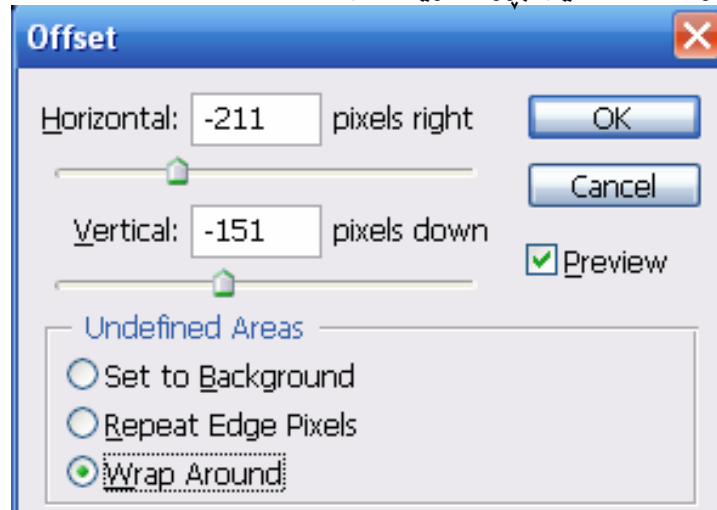 Offset
Horizontal: -211 pixels right
OK
Cancel
Vertical: -151 pixels down
Preview
Undefined Areas
Set to Background
Repeat Edge Pixels
Wrap Around